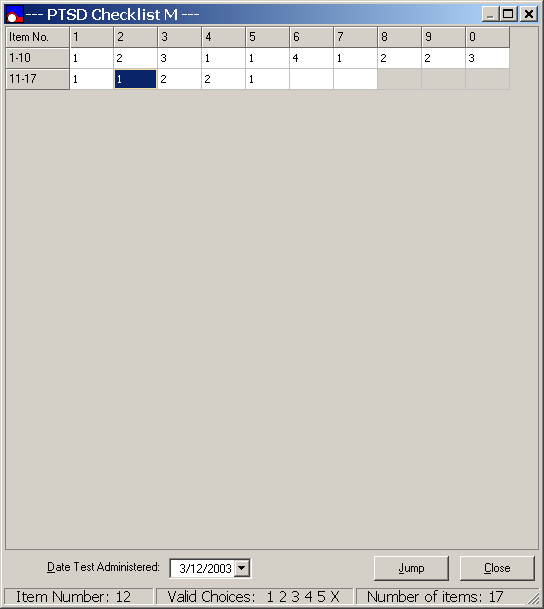 --- PTSD Checklist M ---
Item No. 1 2 3 4 5 6 7 8 9 0
1-10 1 2 3 1 1 4 1 2 2 3
11-17 1 1 2 2 1
Date Test Administered: 3/12/2003 Jump Close
Item Number: 12 Valid Choices: 1 2 3 4 5 X Number of items: 17